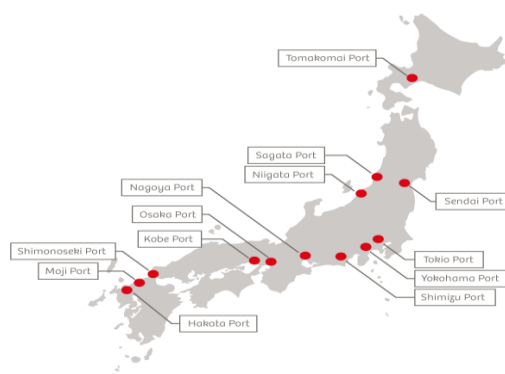 Tomakomai Port
Sagata Port
Niigata Port
Nagoya Port
Sendai Port
Osaka Port
Kobe Port
Shimonoseki Port
Moji Port
Tokio Port
Yokohama Port
Shimizu Port
Hakata Port